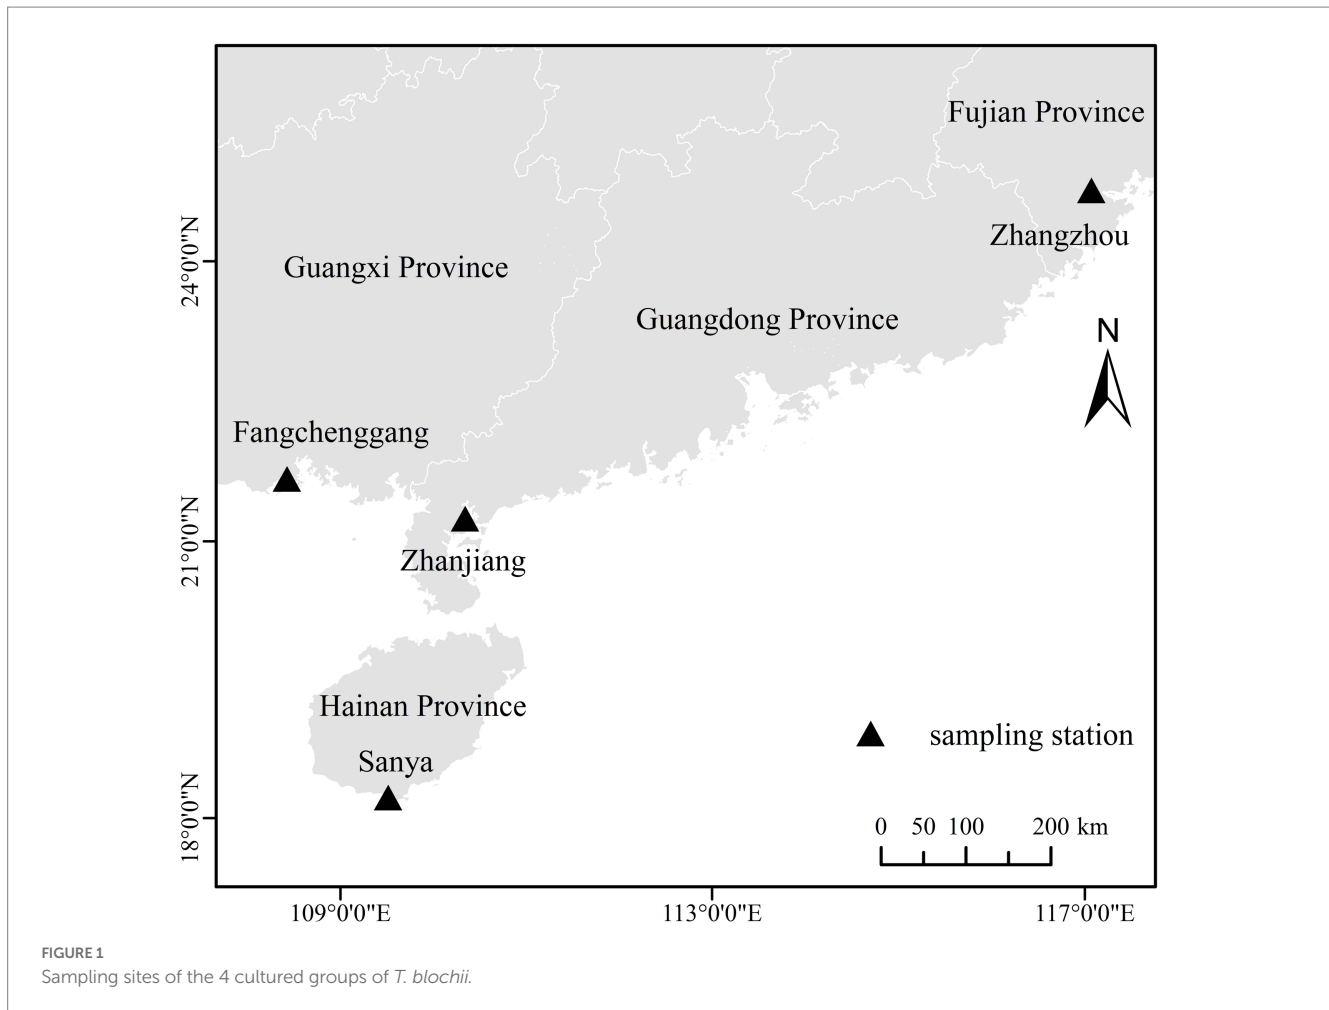 Fujian Province
Zhangzhou
24°0'0"N
Guangxi Province
Guangdong Province
N
Fangchenggang
21°0'0"N
Zhanjiang
Hainan Province
Sanya
sampling station
18°0'0"N
0 50 100 200 km
109°0'0"E 113°0'0"E 117°0'0"E
FIGURE 1
Sampling sites of the 4 cultured groups of T. blochii.